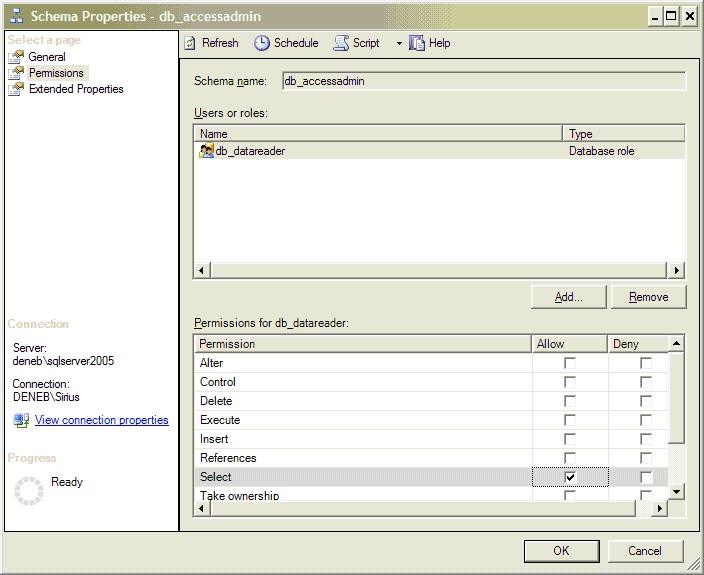 Schema Properties - db_accessadmin
Select a page
General
Permissions
Extended Properties
Refresh Schedule Script Help
Schema name: db_accessadmin
Users or roles:
Name Type
db_datareader Database role
Add... Remove
Permissions for db_datareader:
Permission Allow Deny
Alter
Control
Delete
Execute
Insert
References
Select
Take ownership
Connection
Server:
deneb\sqlserver2005
Connection:
DENEB\Sirius
View connection properties
Progress
Ready
OK Cancel